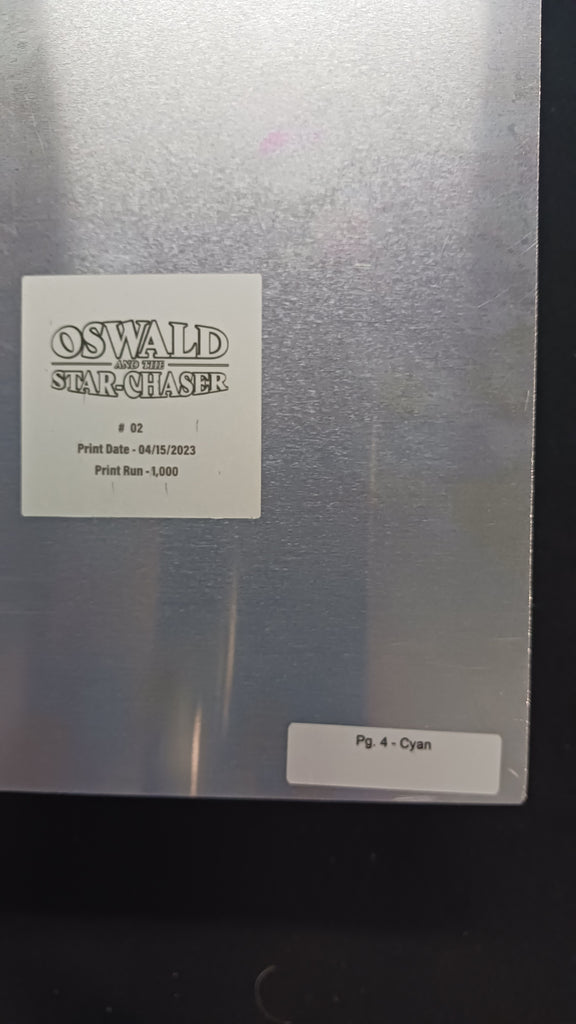 OSWALD
AND THE
STAR-CHASER
# 02
Print Date - 04/15/2023
Print Run - 1,000
Pg. 4 - Cyan